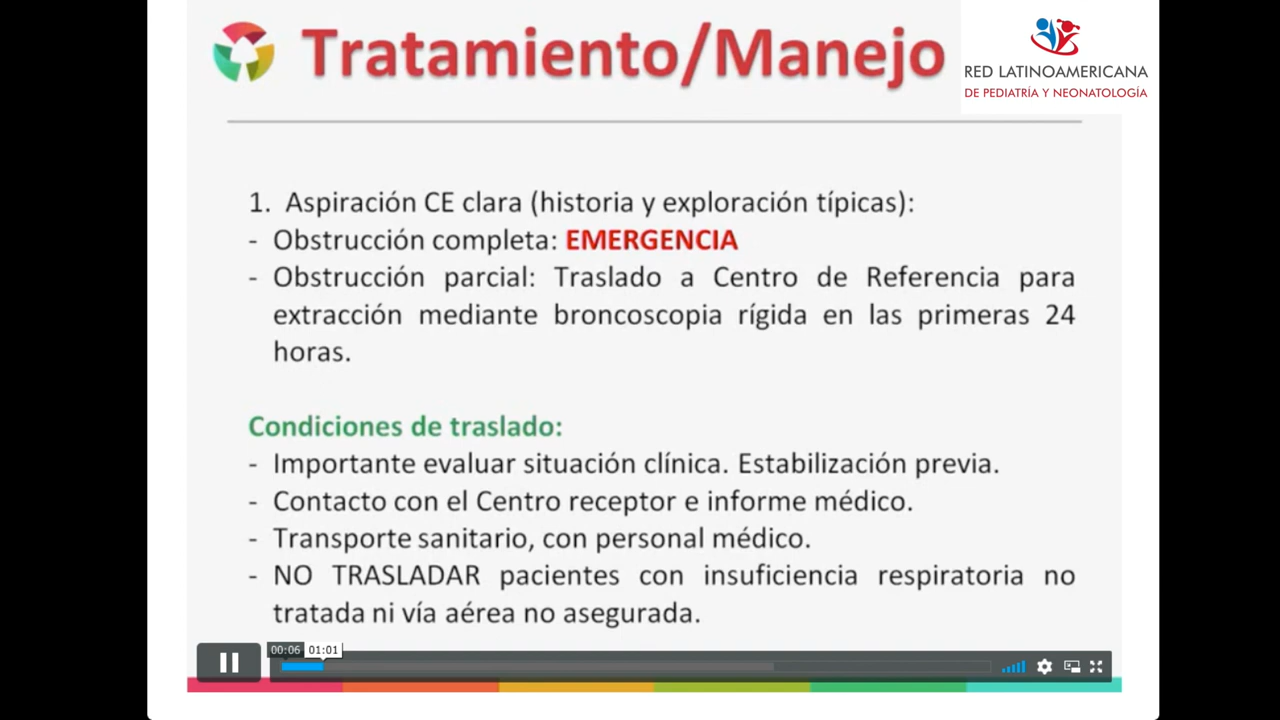 Tratamiento/Manejo
RED LATINOAMERICANA
DE PEDIATRÍA Y NEONATOLOGÍA
1. Aspiración CE clara (historia y exploración típicas):
- Obstrucción completa: EMERGENCIA
- Obstrucción parcial: Traslado a Centro de Referencia para
extracción mediante broncoscopia rígida en las primeras 24
horas.
Condiciones de traslado:
- Importante evaluar situación clínica. Estabilización previa.
- Contacto con el Centro receptor e informe médico.
- Transporte sanitario, con personal médico.
- NO TRASLADAR pacientes con insuficiencia respiratoria no
tratada ni vía aérea no asegurada.
00:06 01:01